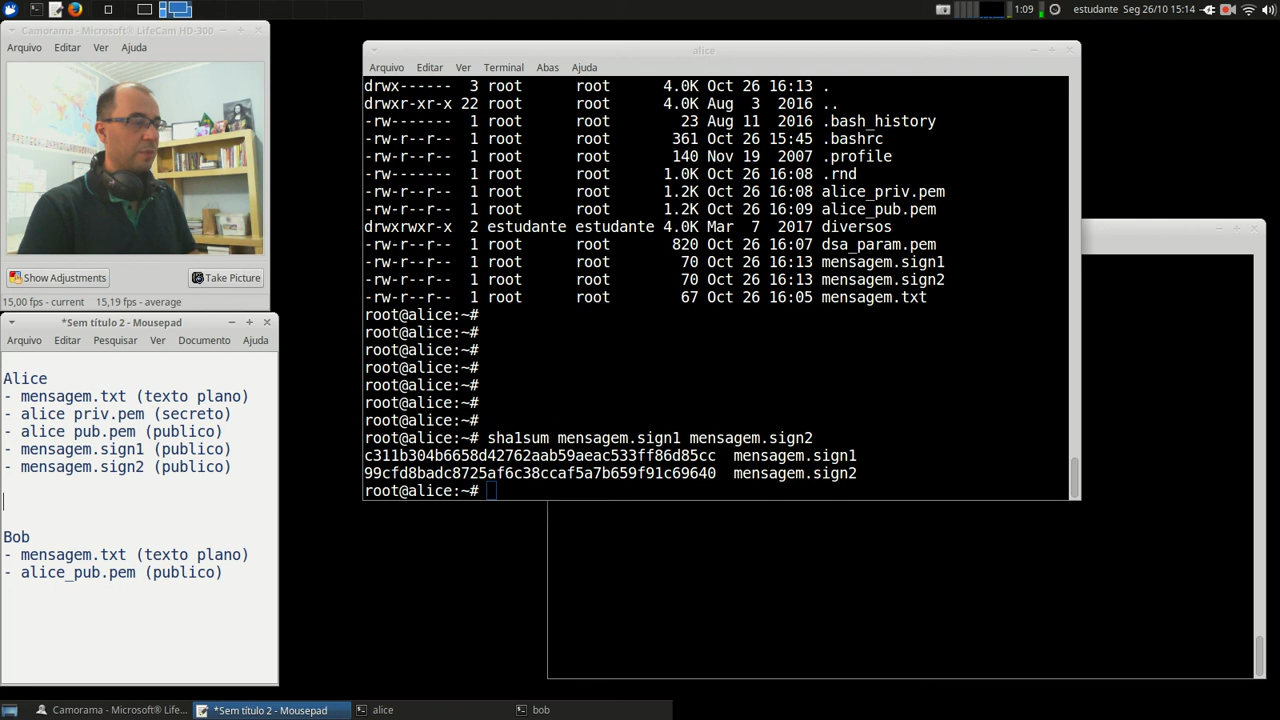 1:09
estudante Seg 26/10 15:14
Camorama - Microsoft® LifeCam HD-300
Arquivo Editar Ver Ajuda
Show Adjustments
Take Picture
15,00 fps - current 15,19 fps - average
*Sem título 2 - Mousepad
Arquivo Editar Pesquisar Ver Documento Ajuda
Alice
- mensagem.txt (texto plano)
- alice priv.pem (secreto)
- alice pub.pem (publico)
- mensagem.sign1 (publico)
- mensagem.sign2 (publico)
Bob
- mensagem.txt (texto plano)
- alice_pub.pem (publico)
alice
Arquivo Editar Ver Terminal Abas Ajuda
drwx------ 3 root root 4.0K Oct 26 16:13 .
drwxr-xr-x 22 root root 4.0K Aug 3 2016 ..
-rw------- 1 root root 23 Aug 11 2016 .bash_history
-rw-r--r-- 1 root root 361 Oct 26 15:45 .bashrc
-rw-r--r-- 1 root root 140 Nov 19 2007 .profile
-rw------- 1 root root 1.0K Oct 26 16:08 .rnd
-rw-r--r-- 1 root root 1.2K Oct 26 16:08 alice_priv.pem
-rw-r--r-- 1 root root 1.2K Oct 26 16:09 alice_pub.pem
drwxrwxr-x 2 estudante estudante 4.0K Mar 7 2017 diversos
-rw-r--r-- 1 root root 820 Oct 26 16:07 dsa_param.pem
-rw-r--r-- 1 root root 70 Oct 26 16:13 mensagem.sign1
-rw-r--r-- 1 root root 70 Oct 26 16:13 mensagem.sign2
-rw-r--r-- 1 root root 67 Oct 26 16:05 mensagem.txt
root@alice:~#
root@alice:~#
root@alice:~#
root@alice:~#
root@alice:~#
root@alice:~#
root@alice:~#
root@alice:~# sha1sum mensagem.sign1 mensagem.sign2
c311b304b6658d42762aab59aeac533ff86d85cc mensagem.sign1
99cfd8badc8725af6c38ccaf5a7b659f91c69640 mensagem.sign2
root@alice:~#
Camorama - Microsoft® LifeC...
*Sem título 2 - Mousepad
alice
bob